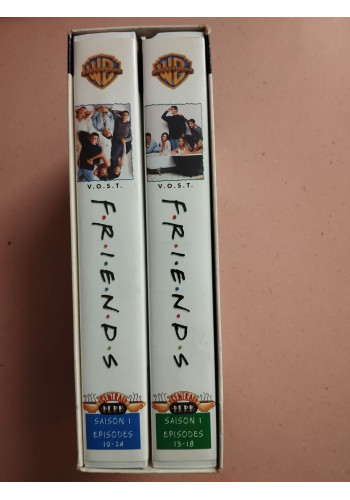 WB
V.O.S.T.
F·R·I·E·N·D·S
CENTRAL
PERK
SAISON 1
EPISODES
19-24
WB
V.O.S.T.
F·R·I·E·N·D·S
CENTRAL
PERK
SAISON 1
EPISODES
13-18